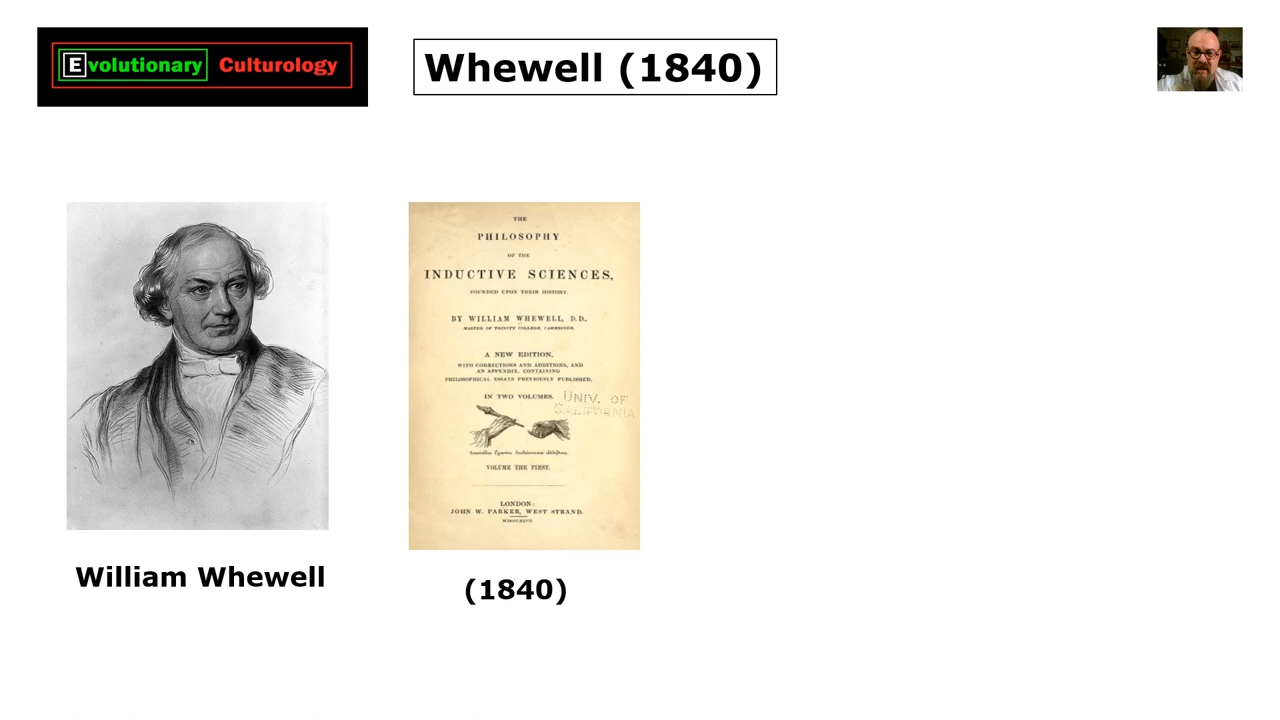 Evolutionary Culturology
Whewell (1840)
THE
PHILOSOPHY
OF THE
INDUCTIVE SCIENCES,
FOUNDED UPON THEIR HISTORY.
BY WILLIAM WHEWELL, D.D.,
MASTER OF TRINITY COLLEGE, CAMBRIDGE.
A NEW EDITION,
WITH CORRECTIONS AND ADDITIONS, AND
AN APPENDIX, CONTAINING
PHILOSOPHICAL ESSAYS PREVIOUSLY PUBLISHED.
IN TWO VOLUMES.
UNIV. OF
CALIFORNIA
VOLUME THE FIRST.
LONDON:
JOHN W. PARKER, WEST STRAND.
William Whewell
(1840)